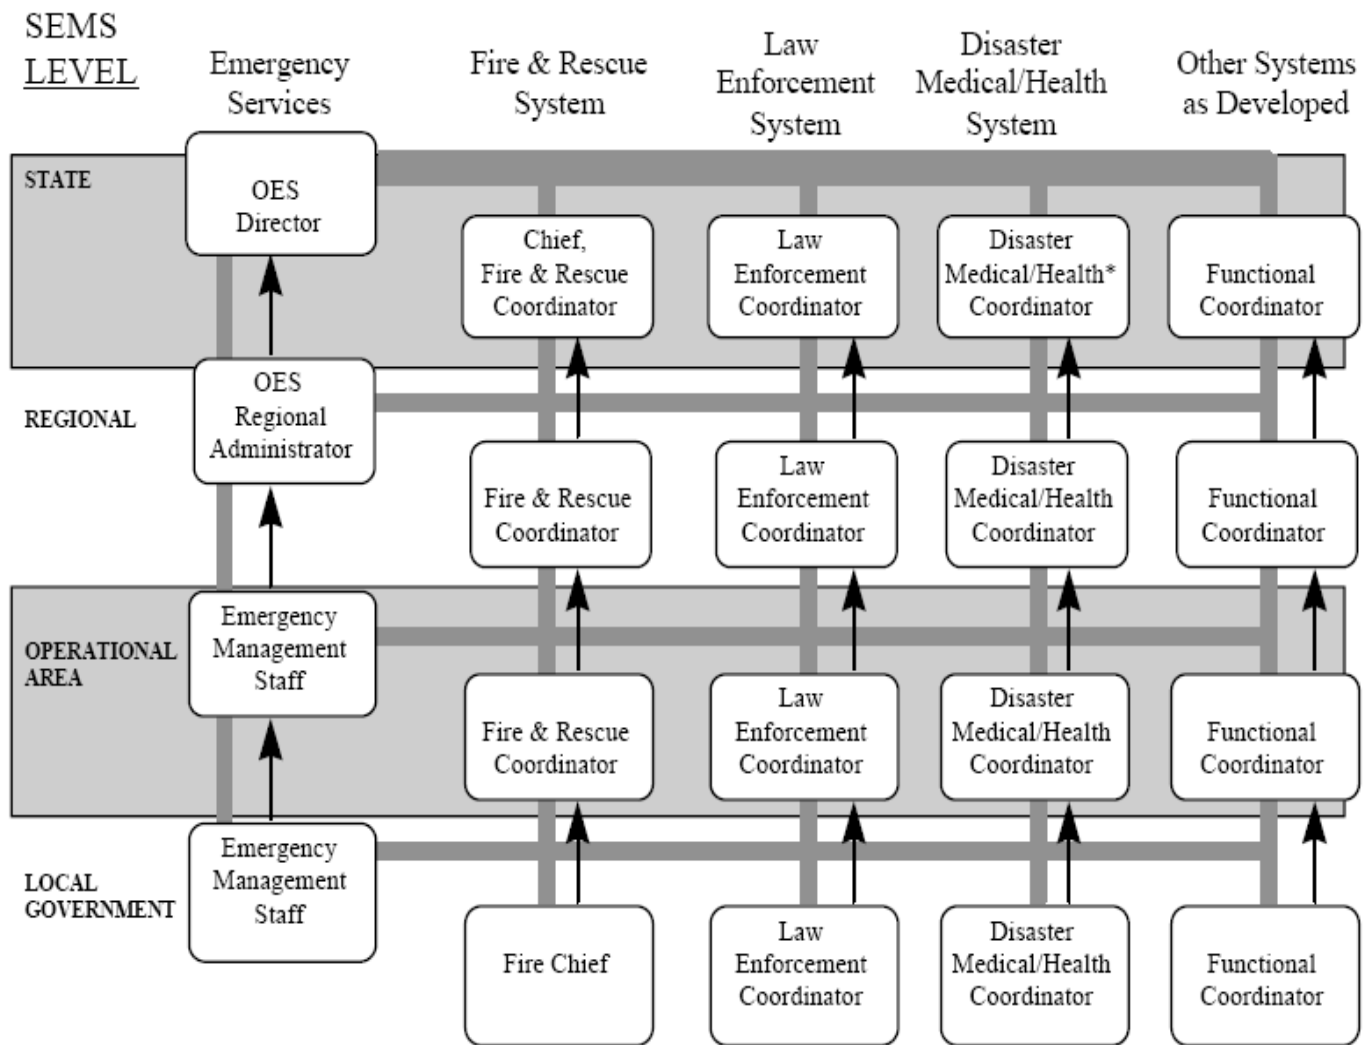 SEMS
LEVEL
Emergency
Services
Fire & Rescue
System
Law
Enforcement
System
Disaster
Medical/Health
System
Other Systems
as Developed
STATE
OES
Director
Chief,
Fire & Rescue
Coordinator
Law
Enforcement
Coordinator
Disaster
Medical/Health*
Coordinator
Functional
Coordinator
REGIONAL
OES
Regional
Administrator
Fire & Rescue
Coordinator
Law
Enforcement
Coordinator
Disaster
Medical/Health
Coordinator
Functional
Coordinator
OPERATIONAL
AREA
Emergency
Management
Staff
Fire & Rescue
Coordinator
Law
Enforcement
Coordinator
Disaster
Medical/Health
Coordinator
Functional
Coordinator
LOCAL
GOVERNMENT
Emergency
Management
Staff
Fire Chief
Law
Enforcement
Coordinator
Disaster
Medical/Health
Coordinator
Functional
Coordinator